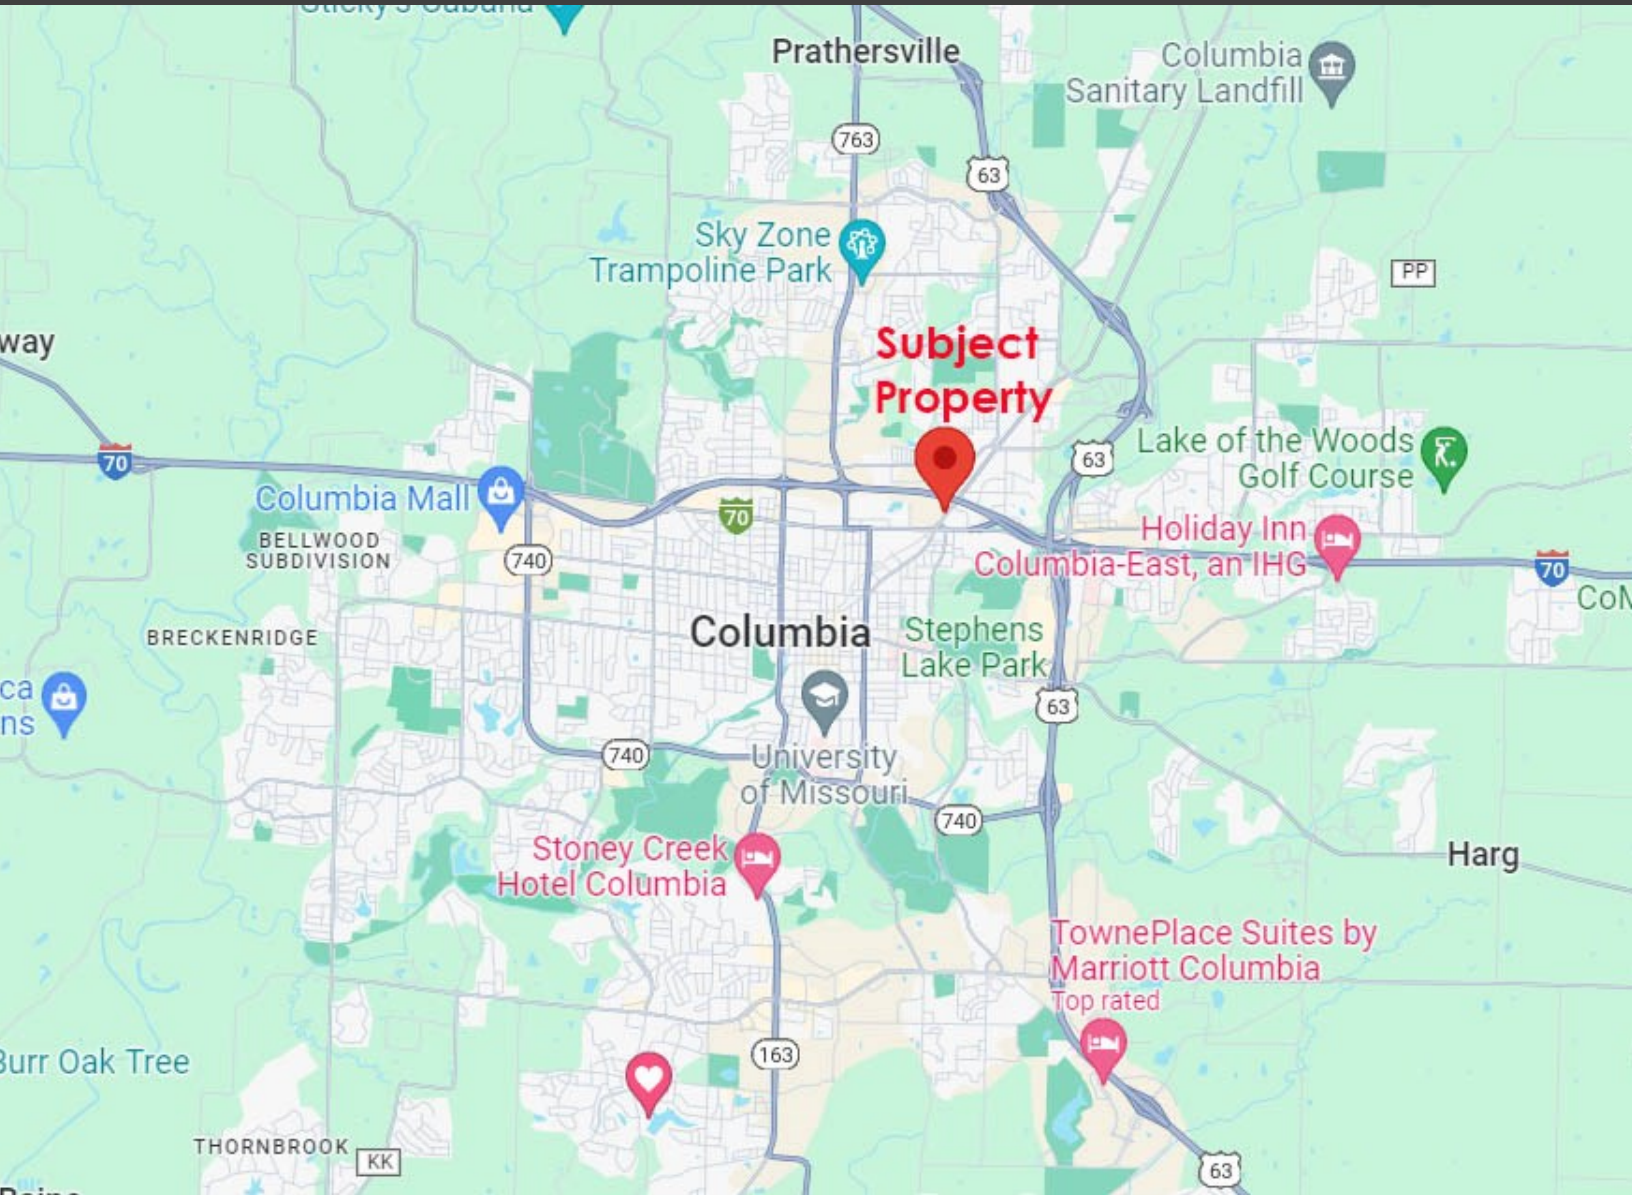 Prathersville
Columbia
Sanitary Landfill
763
63
Sky Zone
Trampoline Park
PP
way
Subject
Property
70
63
Lake of the Woods
Golf Course
Columbia Mall
70
BELLWOOD
SUBDIVISION
740
Holiday Inn
Columbia-East, an IHG
70
CoM
BRECKENRIDGE
Columbia
Stephens
Lake Park
ca
ns
63
740
University
of Missouri
740
Stoney Creek
Hotel Columbia
Harg
TownePlace Suites by
Marriott Columbia
Top rated
163
Burr Oak Tree
THORNBROOK
KK
63